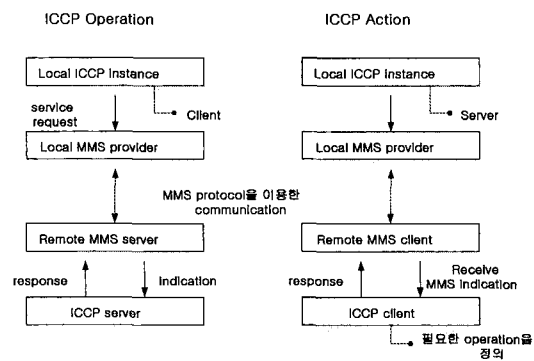 ICCP Operation
ICCP Action
Local ICCP instance
Local ICCP instance
service
request
Client
Server
Local MMS provider
Local MMS provider
MMS protocol을 이용한
communication
Remote MMS server
Remote MMS client
response
indication
response
Receive
MMS indication
ICCP server
ICCP client
필요한 operation을
정의